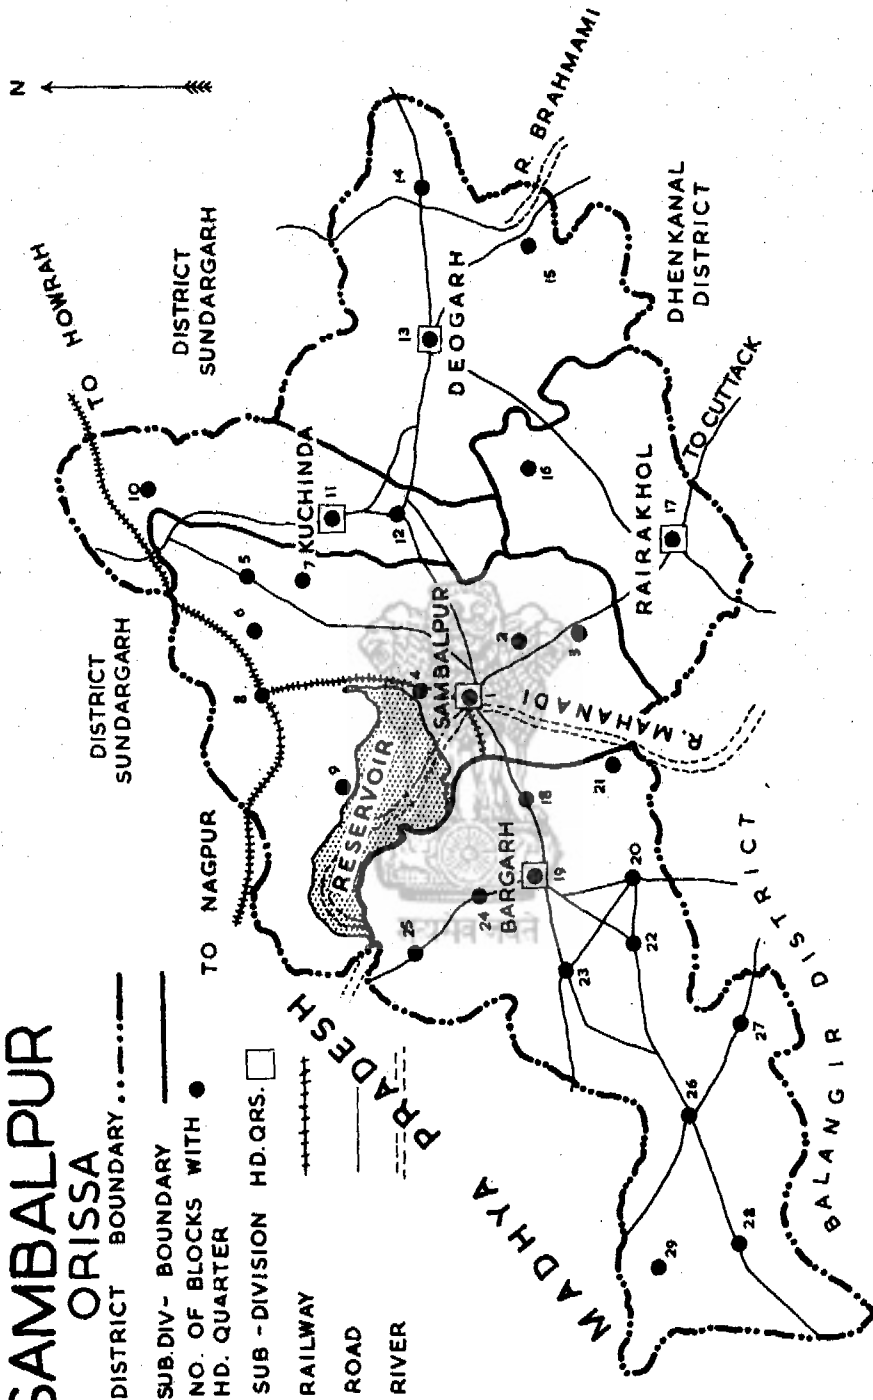 SAMBALPUR
ORISSA
DISTRICT BOUNDARY
SUB.DIV- BOUNDARY
NO. OF BLOCKS WITH
HD. QUARTER
SUB-DIVISION HD.QRS.
RAILWAY
ROAD
RIVER
N
TO HOWRAH
DISTRICT
SUNDARGARH
DISTRICT
SUNDARGARH
TO NAGPUR
MADHYA PRADESH
RESERVOIR
KUCHINDA
DEOGARH
SAMBALPUR
BARGARH
RAIRAKHOL
R. BRAHMAMI
DHENKANAL
DISTRICT
TO CUTTACK
R. MAHANADI
BALANGIR DISTRICT
सत्यमेव जयते
1
2
3
4
5
6
7
8
9
10
11
12
13
14
15
16
17
18
19
20
21
22
23
24
25
26
27
28
29